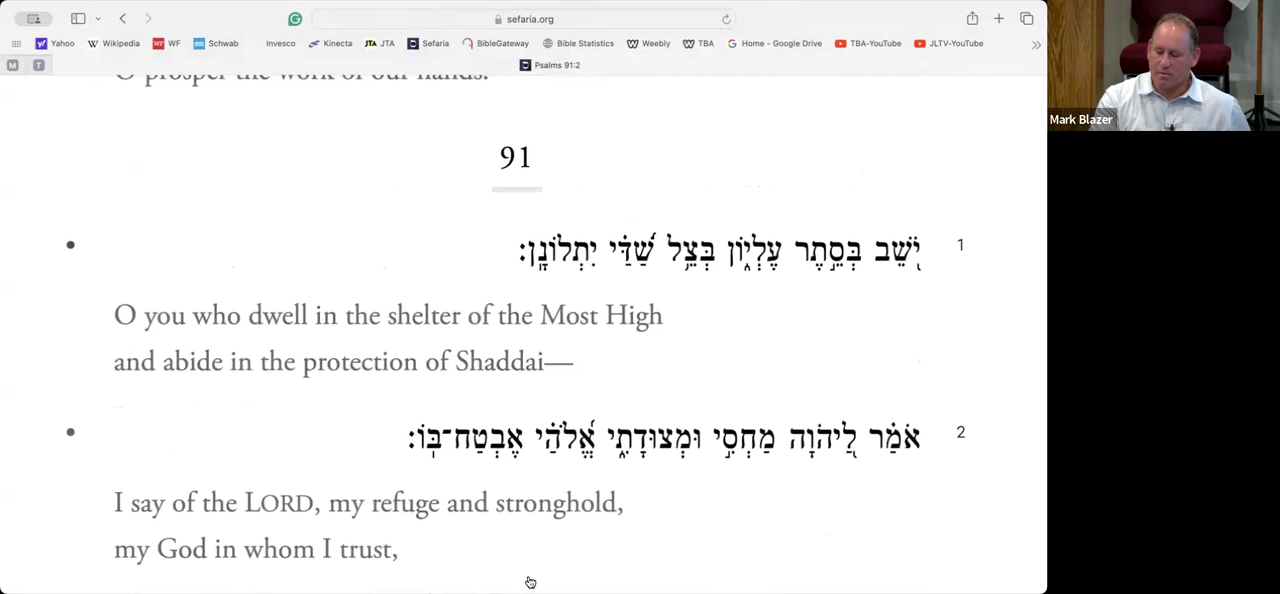 sefaria.org
Yahoo Wikipedia WF Schwab Invesco Kinecta JTA Sefaria BibleGateway Bible Statistics Weebly TBA Home - Google Drive TBA-YouTube JLTV-YouTube
M T Psalms 91:2
O prosper the work of our hands!
91
יֹ֭שֵׁב בְּסֵ֣תֶר עֶלְי֑וֹן בְּצֵ֥ל שַׁ֝דַּ֗י יִתְלוֹנָֽן׃ 1
O you who dwell in the shelter of the Most High
and abide in the protection of Shaddai—
אֹמַ֗ר לַ֭יהֹוָה מַחְסִ֣י וּמְצוּדָתִ֑י אֱ֝לֹהַ֗י אֶבְטַח־בּֽוֹ׃ 2
I say of the LORD, my refuge and stronghold,
my God in whom I trust,
Mark Blazer